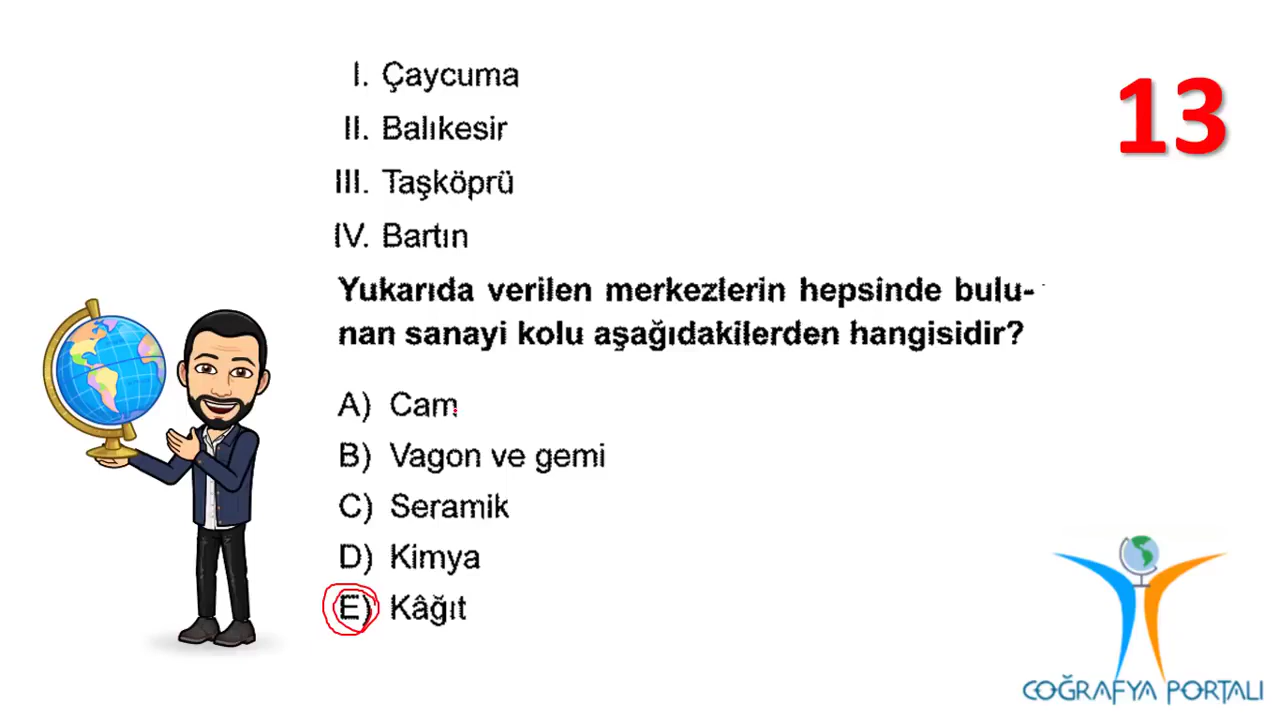 I. Çaycuma
II. Balıkesir
III. Taşköprü
IV. Bartın
Yukarıda verilen merkezlerin hepsinde bulu-
nan sanayi kolu aşağıdakilerden hangisidir?
A) Cam
B) Vagon ve gemi
C) Seramik
D) Kimya
E) Kâğıt
13
COĞRAFYA PORTALI